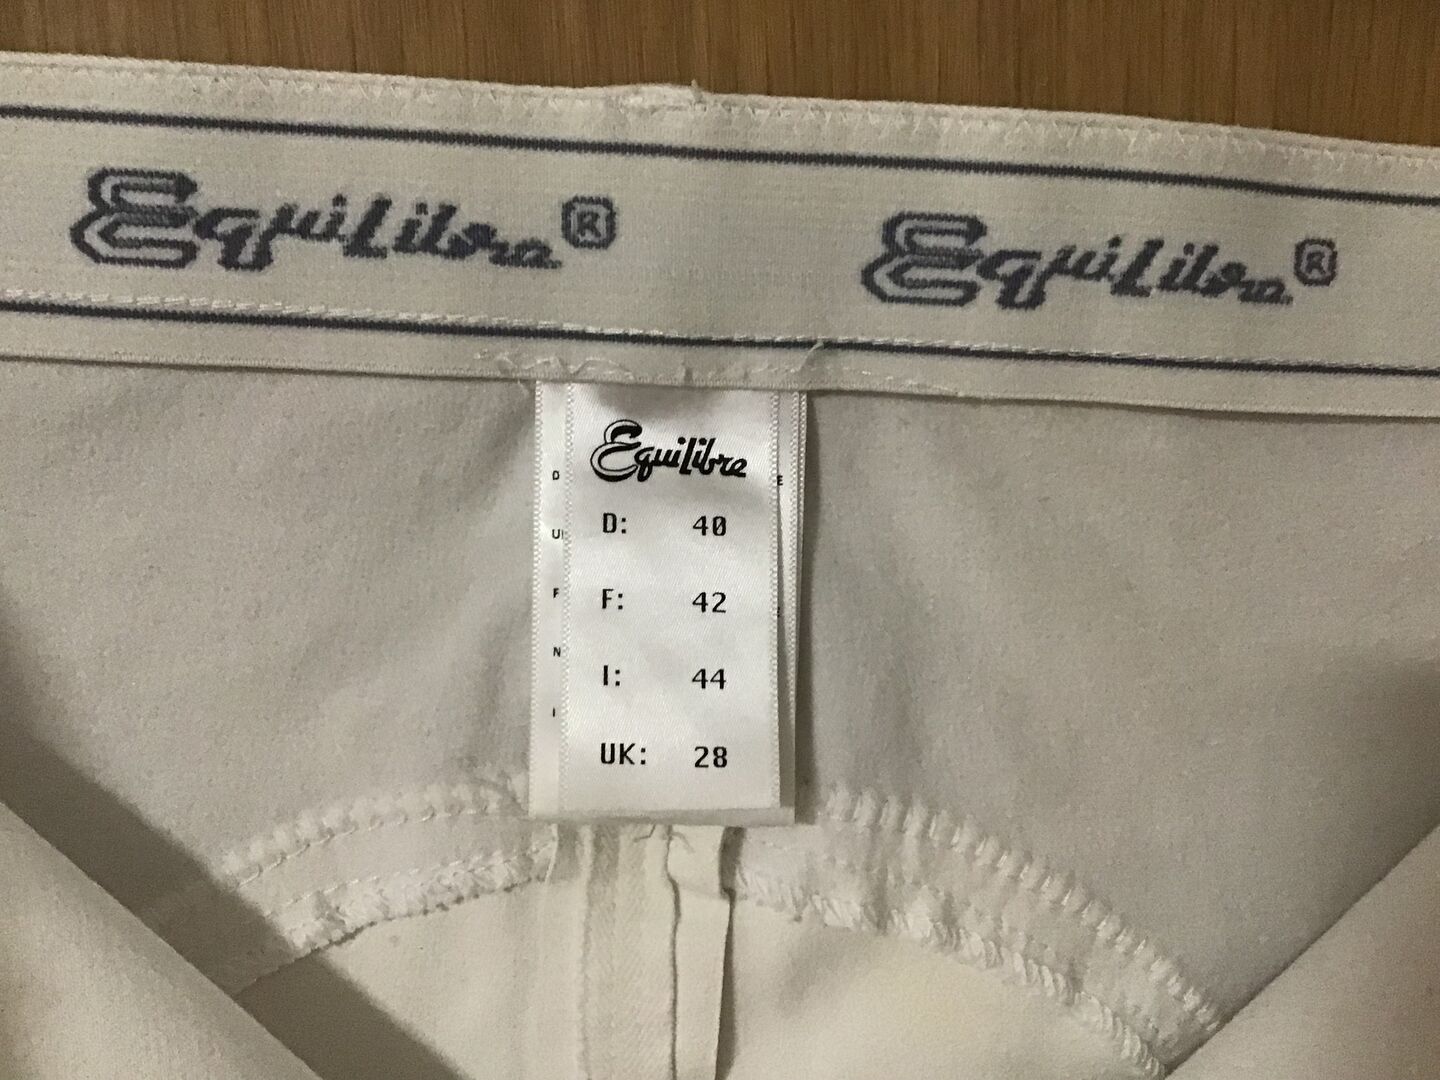 EquiLibre® EquiLibre®
EquiLibre
D: 40
F: 42
I: 44
UK: 28
D
U
F
N
I
E